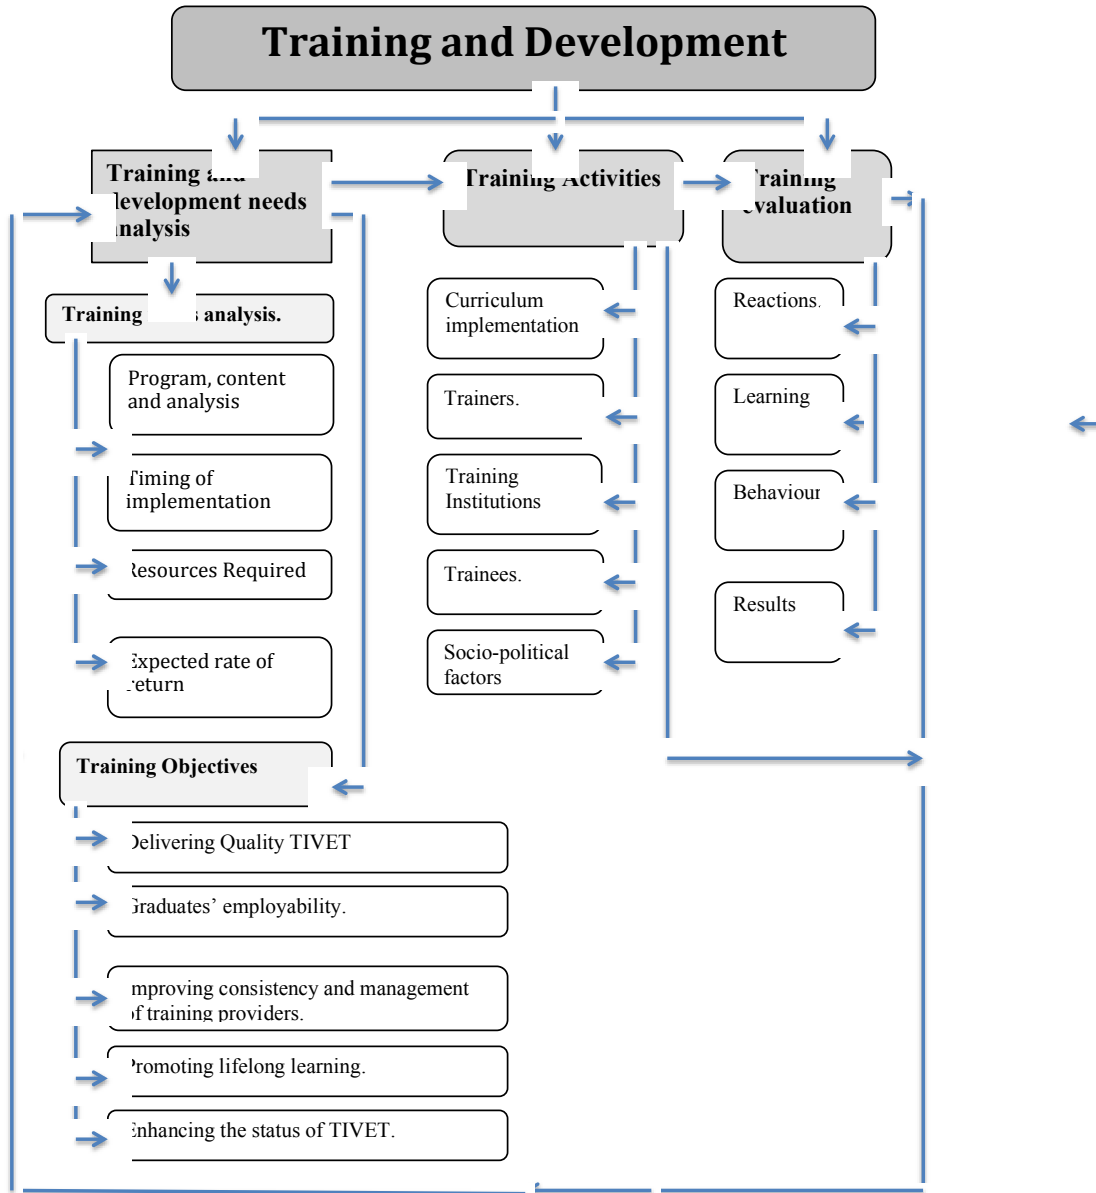 Training and Development
Training and
development needs
analysis
Training Activities
Training
evaluation
Training analysis.
Program, content
and analysis
Timing of
implementation
Resources Required
Expected rate of
return
Curriculum
implementation
Trainers.
Training
Institutions
Trainees.
Socio-political
factors
Reactions.
Learning
Behaviour
Results
Training Objectives
Delivering Quality TIVET
Graduates’ employability.
Improving consistency and management
of training providers.
Promoting lifelong learning.
Enhancing the status of TIVET.